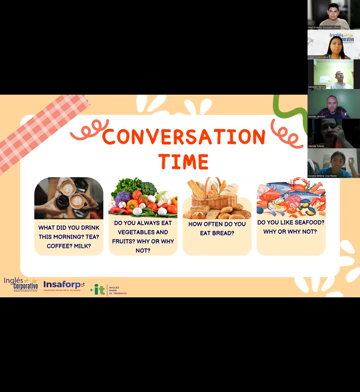 CONVERSATION
TIME
WHAT DID YOU DRINK
THIS MORNING? TEA?
COFFEE? MILK?
DO YOU ALWAYS EAT
VEGETABLES AND
FRUITS? WHY OR WHY
NOT?
HOW OFTEN DO YOU
EAT BREAD?
DO YOU LIKE SEAFOOD?
WHY OR WHY NOT?
Inglés
Corporativo
Insaforp
it